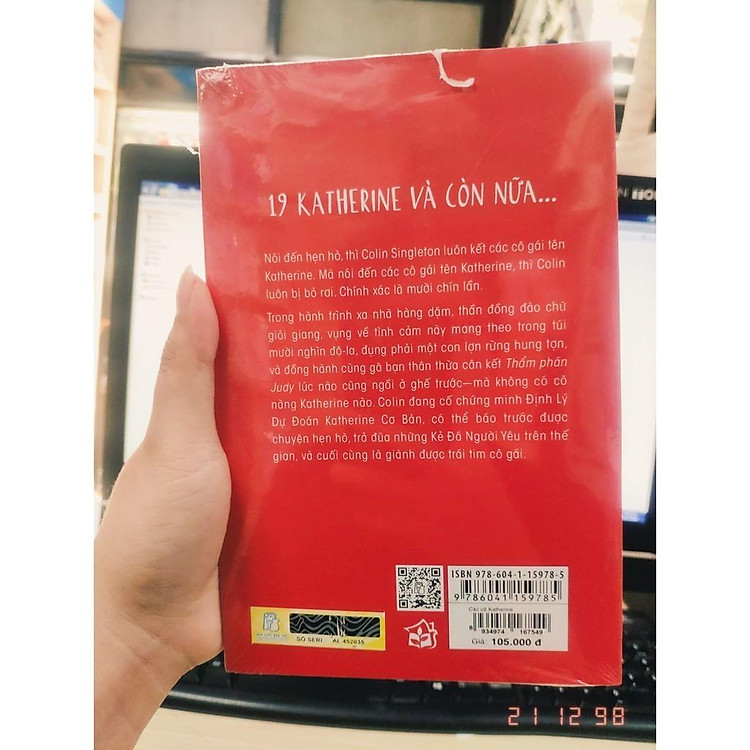 19 KATHERINE VÀ CÒN NỮA...
Nói đến hẹn hò, thì Colin Singleton luôn kết các cô gái tên
Katherine. Mà nói đến các cô gái tên Katherine, thì Colin
luôn bị bỏ rơi. Chính xác là mười chín lần.
Trong hành trình xa nhà hàng dặm, thần đồng đảo chữ
giỏi giang, vụng về tình cảm này mang theo trong túi
mười nghìn đô-la, đụng phải một con lợn rừng hung tợn,
và đồng hành cùng gã bạn thân thừa cân kết Thẩm phán
Judy lúc nào cũng ngồi ở ghế trước—mà không có cô
nàng Katherine nào. Colin đang cố chứng minh Định Lý
Dự Đoán Katherine Cơ Bản, có thể báo trước được
chuyện hẹn hò, trả đũa những Kẻ Đá Người Yêu trên thế
gian, và cuối cùng là giành được trái tim cô gái.
ISBN 978-604-1-15978-5
9 786041 159785
Các cô Katherine
8 934974 167549
Giá: 105.000 đ
SỐ SERI AL 452035
21 12 98